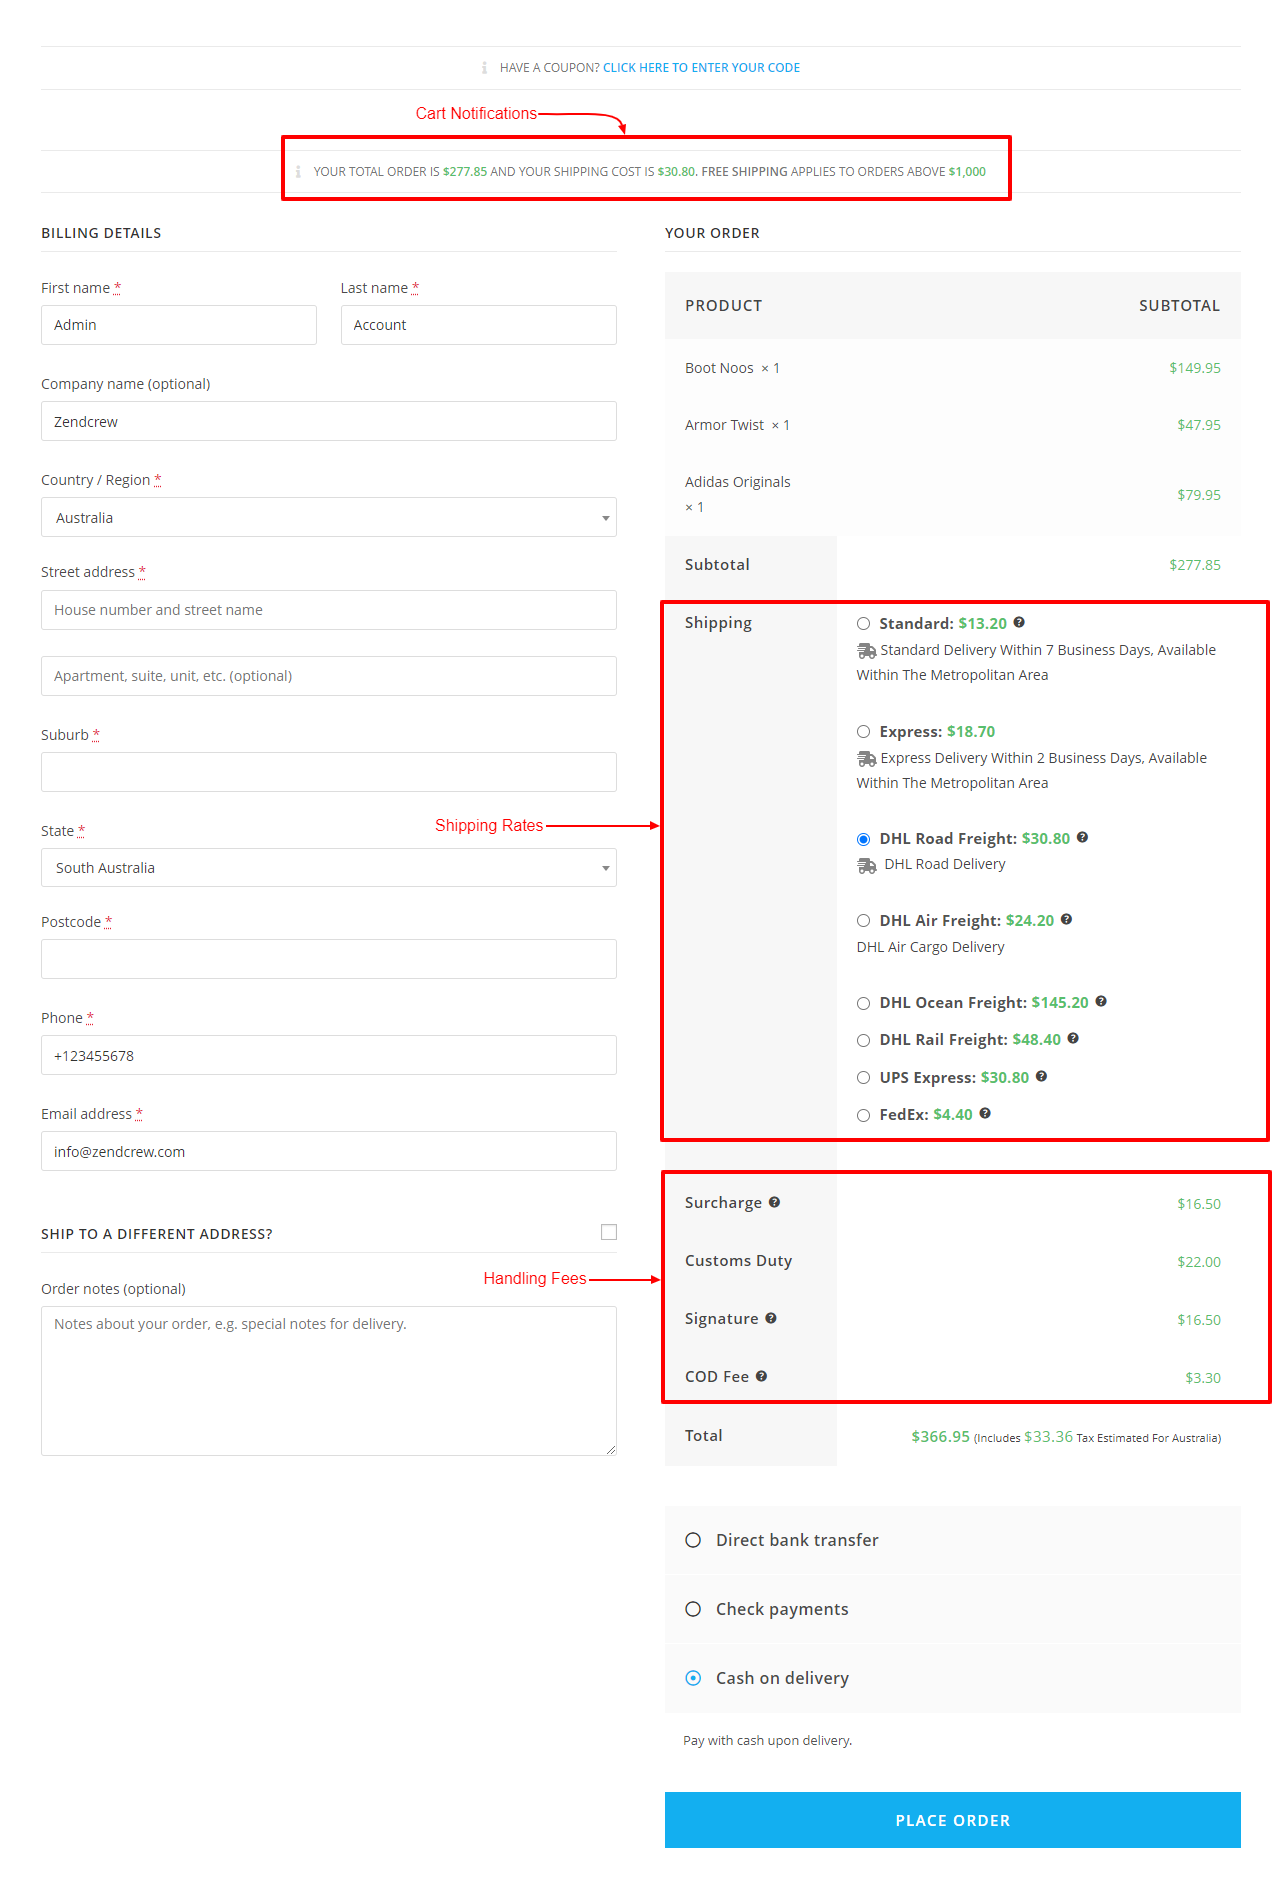 HAVE A COUPON? CLICK HERE TO ENTER YOUR CODE
Cart Notifications
YOUR TOTAL ORDER IS $277.85 AND YOUR SHIPPING COST IS $30.80. FREE SHIPPING APPLIES TO ORDERS ABOVE $1,000
BILLING DETAILS
First name *
Last name *
Admin
Account
Company name (optional)
Zendcrew
Country / Region *
Australia
Street address *
House number and street name
Apartment, suite, unit, etc. (optional)
Suburb *
State *
South Australia
Postcode *
Phone *
+123455678
Email address *
info@zendcrew.com
SHIP TO A DIFFERENT ADDRESS?
Order notes (optional)
Notes about your order, e.g. special notes for delivery.
YOUR ORDER
PRODUCT SUBTOTAL
Boot Noos × 1 $149.95
Armor Twist × 1 $47.95
Adidas Originals
× 1
$79.95
Subtotal $277.85
Shipping Rates
Shipping
Standard: $13.20
Standard Delivery Within 7 Business Days, Available
Within The Metropolitan Area
Express: $18.70
Express Delivery Within 2 Business Days, Available
Within The Metropolitan Area
DHL Road Freight: $30.80
DHL Road Delivery
DHL Air Freight: $24.20
DHL Air Cargo Delivery
DHL Ocean Freight: $145.20
DHL Rail Freight: $48.40
UPS Express: $30.80
FedEx: $4.40
Handling Fees
Surcharge $16.50
Customs Duty $22.00
Signature $16.50
COD Fee $3.30
Total $366.95 (Includes $33.36 Tax Estimated For Australia)
Direct bank transfer
Check payments
Cash on delivery
Pay with cash upon delivery.
PLACE ORDER